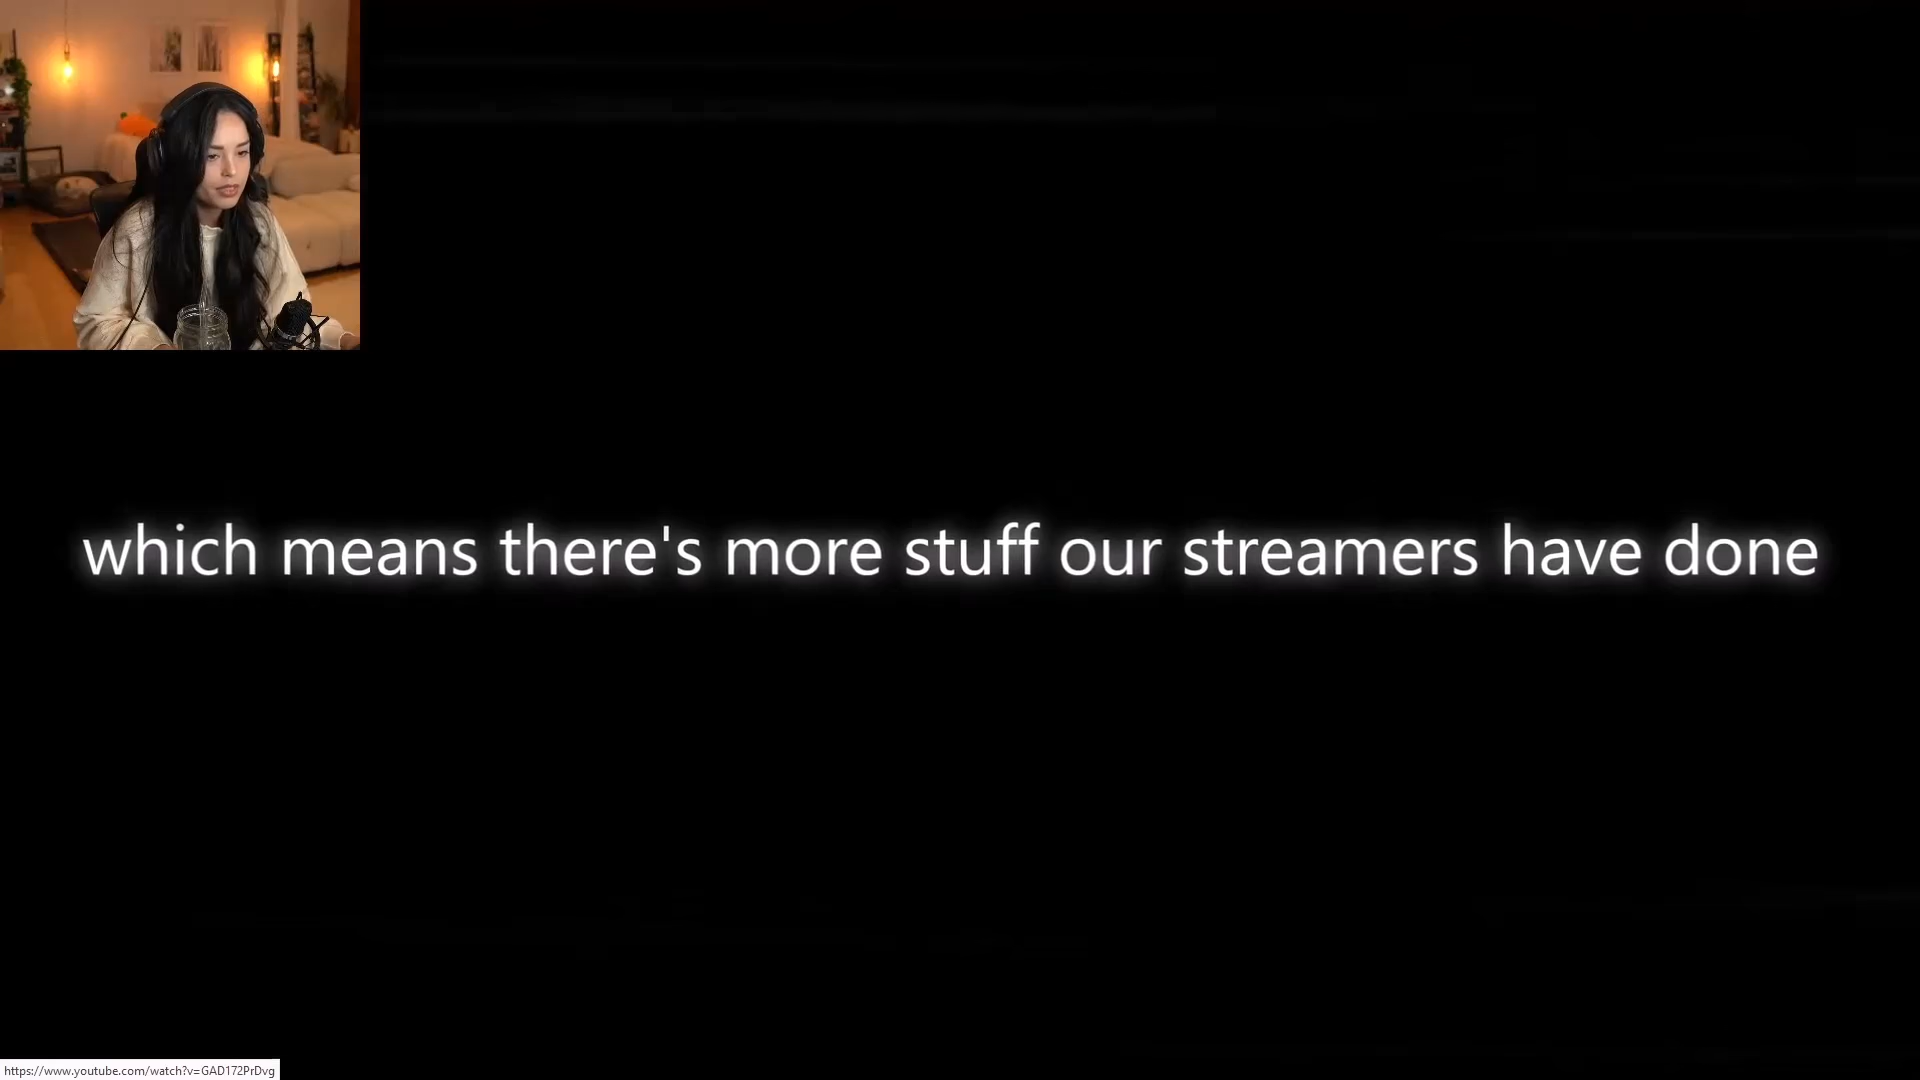 which means there's more stuff our streamers have done
https://www.youtube.com/watch?v=GAD172PrDvg